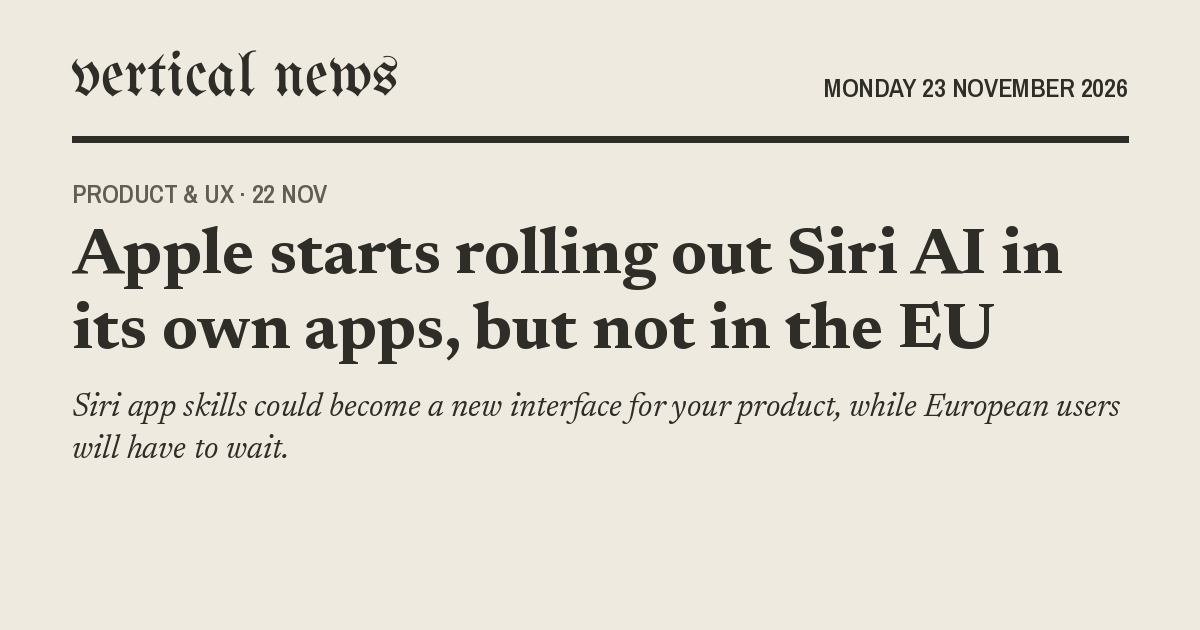 vertical news
MONDAY 23 NOVEMBER 2026
PRODUCT & UX · 22 NOV
Apple starts rolling out Siri AI in
its own apps, but not in the EU
Siri app skills could become a new interface for your product, while European users
will have to wait.